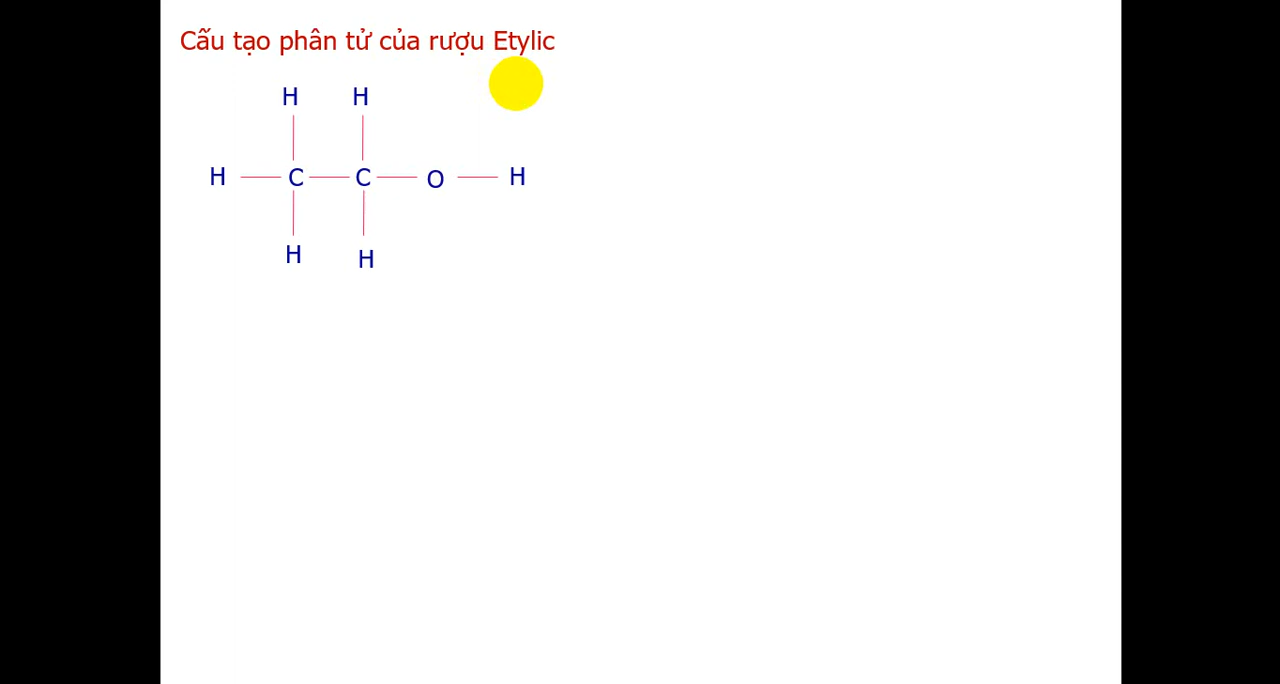 Cấu tạo phân tử của rượu Etylic
H H
H C C O H
H H